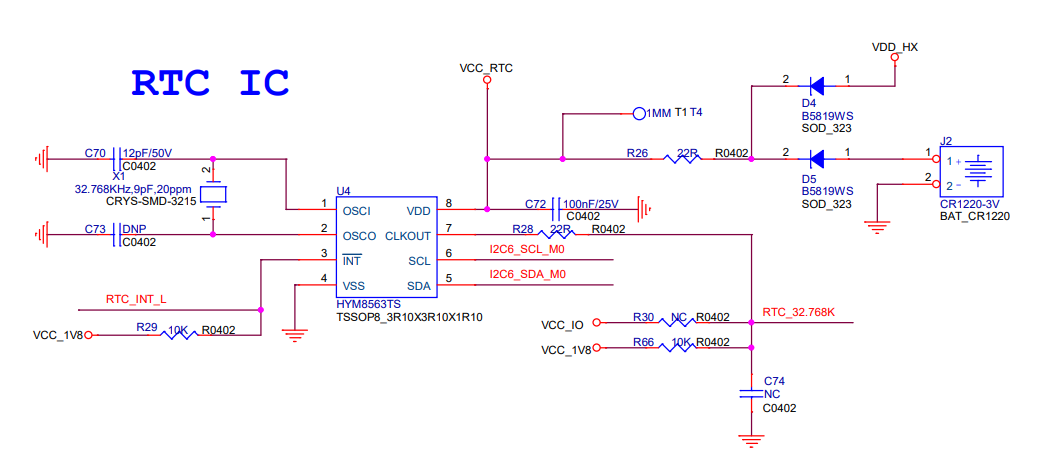 RTC IC
VCC_RTC
VDD_HX
2 1
D4
B5819WS
SOD_323
1MM T1 T4
R26 22R R0402
2 1
D5
B5819WS
SOD_323
J2
1 1 +
2 2 -
CR1220-3V
BAT_CR1220
C70 12pF/50V
C0402
X1
32.768KHz,9pF,20ppm
CRYS-SMD-3215
2
1
C73 DNP
C0402
U4
1 OSCI VDD 8
2 OSCO CLKOUT 7
3 INT SCL 6
4 VSS SDA 5
HYM8563TS
TSSOP8_3R10X3R10X1R10
C72 100nF/25V
C0402
R28 22R R0402
I2C6_SCL_M0
I2C6_SDA_M0
RTC_INT_L
VCC_1V8 R29 10K R0402
VCC_IO R30 NC R0402
RTC_32.768K
VCC_1V8 R66 10K R0402
C74
NC
C0402